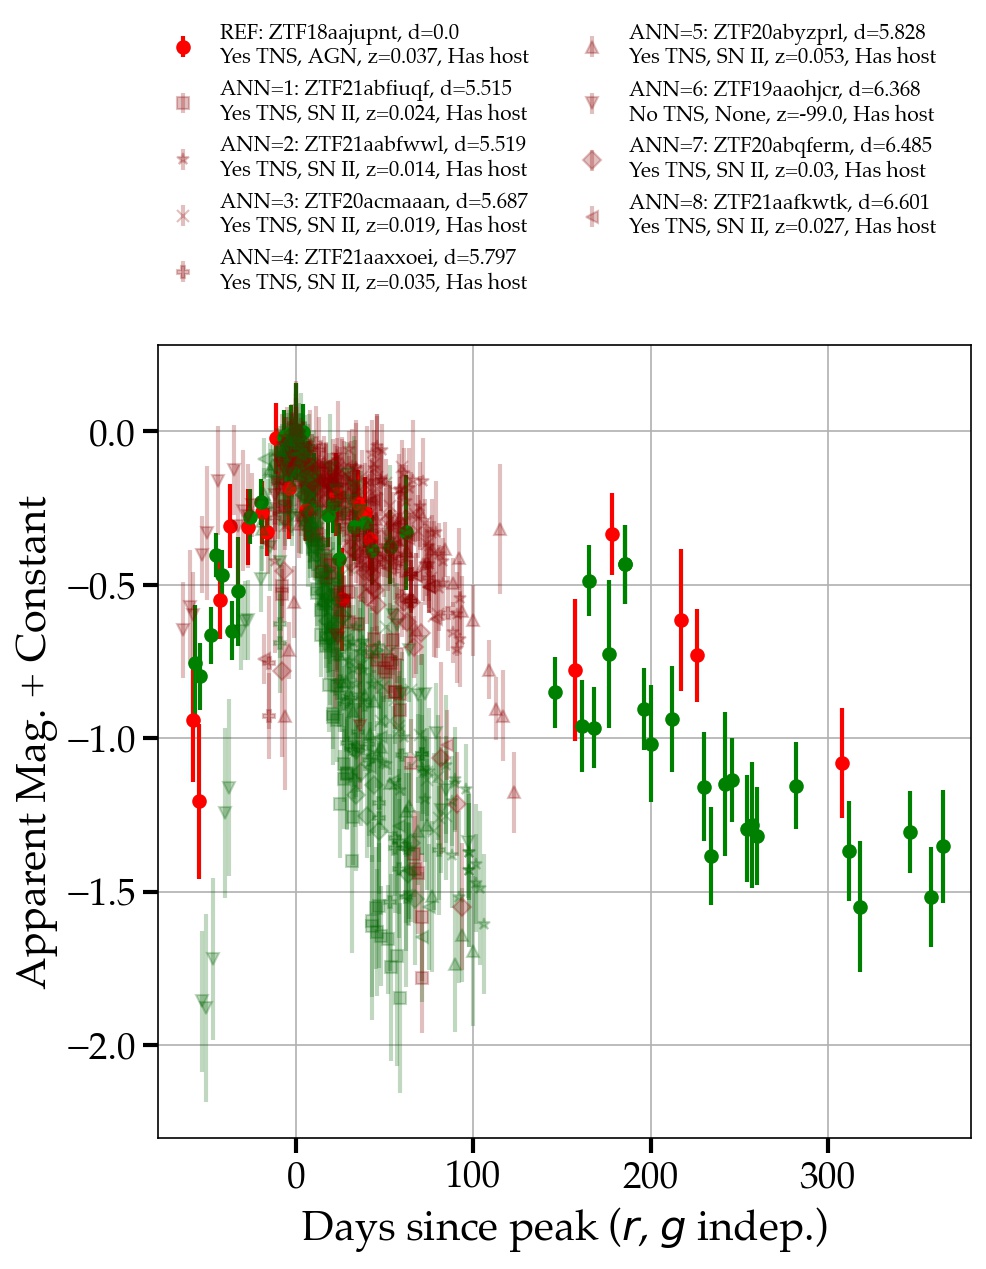 REF: ZTF18aajupnt, d=0.0
Yes TNS, AGN, z=0.037, Has host
ANN=1: ZTF21abfiuqf, d=5.515
Yes TNS, SN II, z=0.024, Has host
ANN=2: ZTF21aabfwwl, d=5.519
Yes TNS, SN II, z=0.014, Has host
ANN=3: ZTF20acmaaan, d=5.687
Yes TNS, SN II, z=0.019, Has host
ANN=4: ZTF21aaxxoei, d=5.797
Yes TNS, SN II, z=0.035, Has host
ANN=5: ZTF20abyzprl, d=5.828
Yes TNS, SN II, z=0.053, Has host
ANN=6: ZTF19aaohjcr, d=6.368
No TNS, None, z=-99.0, Has host
ANN=7: ZTF20abqferm, d=6.485
Yes TNS, SN II, z=0.03, Has host
ANN=8: ZTF21aafkwtk, d=6.601
Yes TNS, SN II, z=0.027, Has host
Apparent Mag. + Constant
0.0
−0.5
−1.0
−1.5
−2.0
0
100
200
300
Days since peak (r, g indep.)